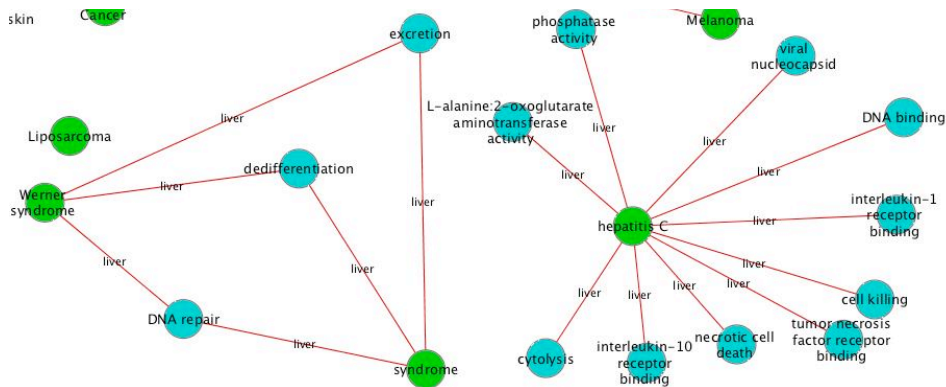 skin
Cancer
excretion
liver
Liposarcoma
dedifferentiation
liver
Werner
syndrome
liver
liver
liver
DNA repair
liver
syndrome
phosphatase
activity
Melanoma
viral
nucleocapsid
L-alanine:2-oxoglutarate
aminotransferase
activity
liver
liver
DNA binding
liver
liver
interleukin-1
receptor
binding
hepatitis C
liver
liver
liver
liver
liver
liver
cell killing
cytolysis
interleukin-10
receptor
binding
necrotic cell
death
tumor necrosis
factor receptor
binding